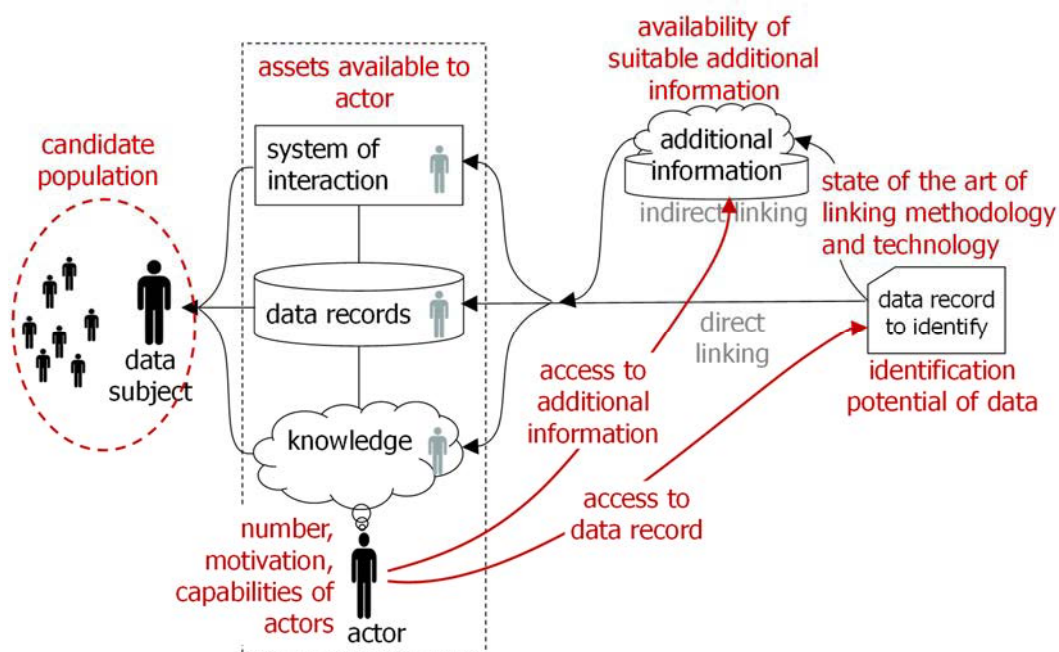 availability of
suitable additional
information
assets available to
actor
candidate
population
system of
interaction
additional
information
indirect linking
state of the art of
linking methodology
and technology
data records
data record
to identify
direct
linking
data
subject
identification
potential of data
access to
additional
information
knowledge
access to
data record
number,
motivation,
capabilities of
actors
actor